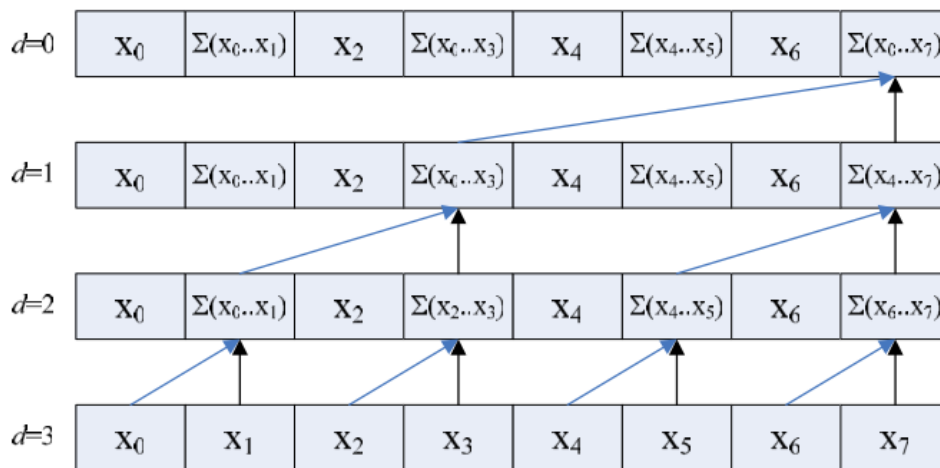 d=0 x₀ Σ(x₀..x₁) x₂ Σ(x₀..x₃) x₄ Σ(x₄..x₅) x₆ Σ(x₀..x₇)
d=1 x₀ Σ(x₀..x₁) x₂ Σ(x₀..x₃) x₄ Σ(x₄..x₅) x₆ Σ(x₄..x₇)
d=2 x₀ Σ(x₀..x₁) x₂ Σ(x₂..x₃) x₄ Σ(x₄..x₅) x₆ Σ(x₆..x₇)
d=3 x₀ x₁ x₂ x₃ x₄ x₅ x₆ x₇